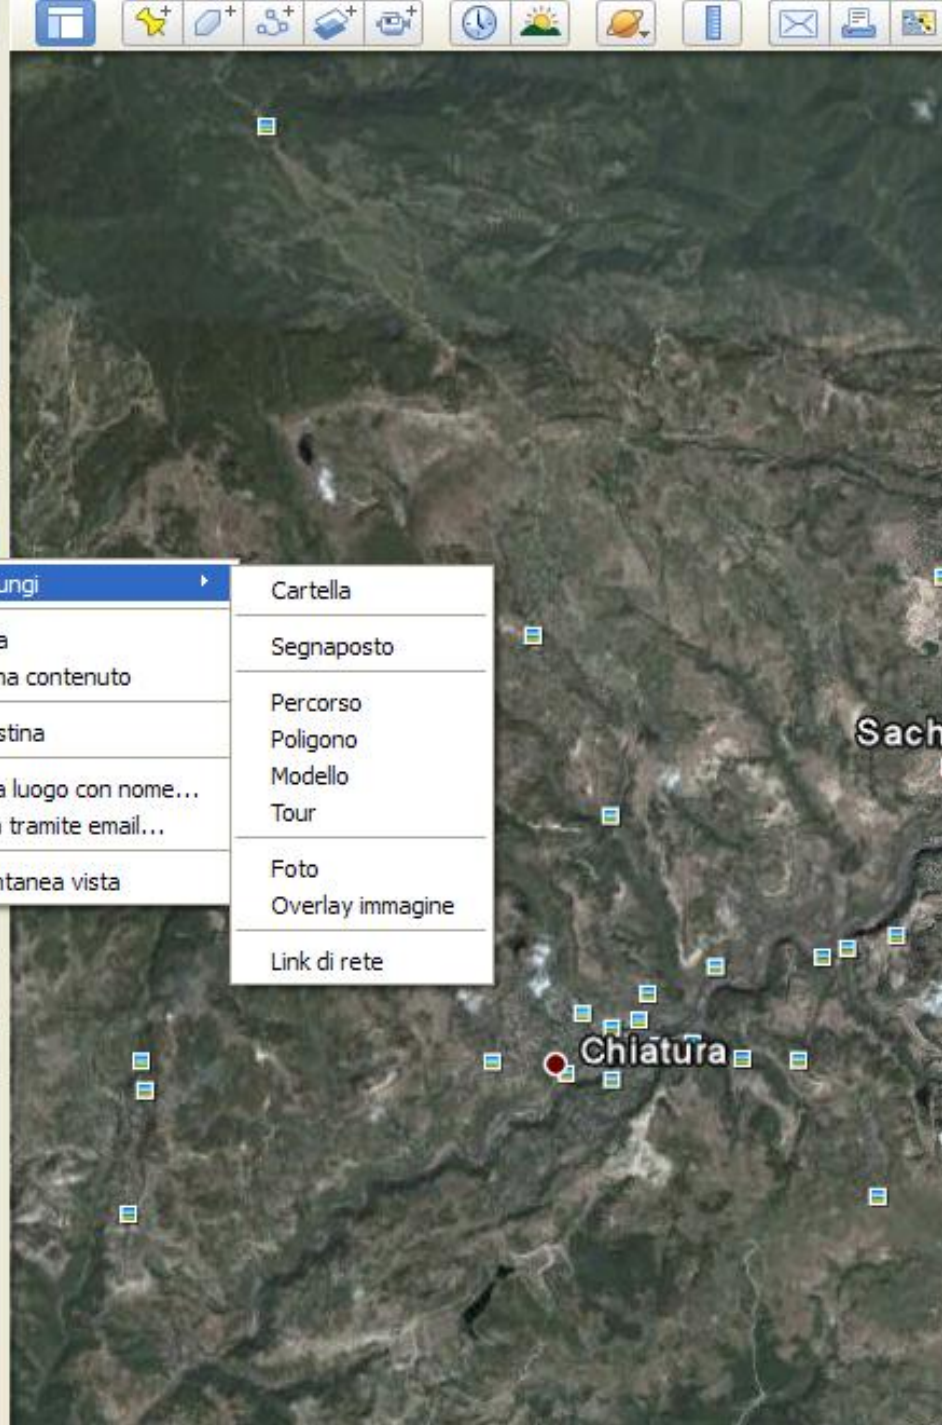 ungi
Cartella
Segnaposto
a
na contenuto
Percorso
stina
Poligono
Modello
a luogo con nome...
Tour
tramite email...
Foto
ntanea vista
Overlay immagine
Link di rete
Sach
Chiatura